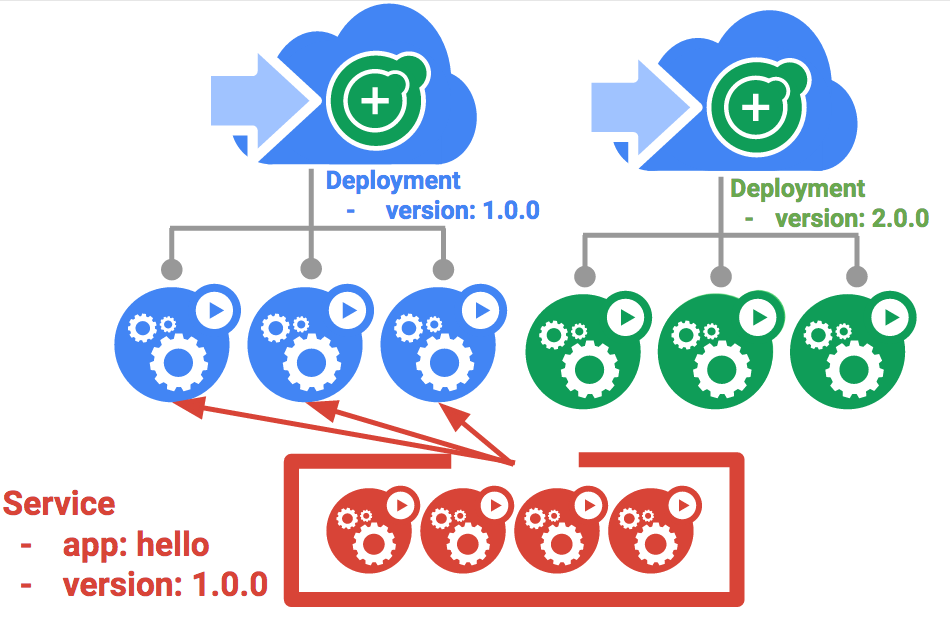 Deployment
- version: 1.0.0
Deployment
- version: 2.0.0
Service
- app: hello
- version: 1.0.0